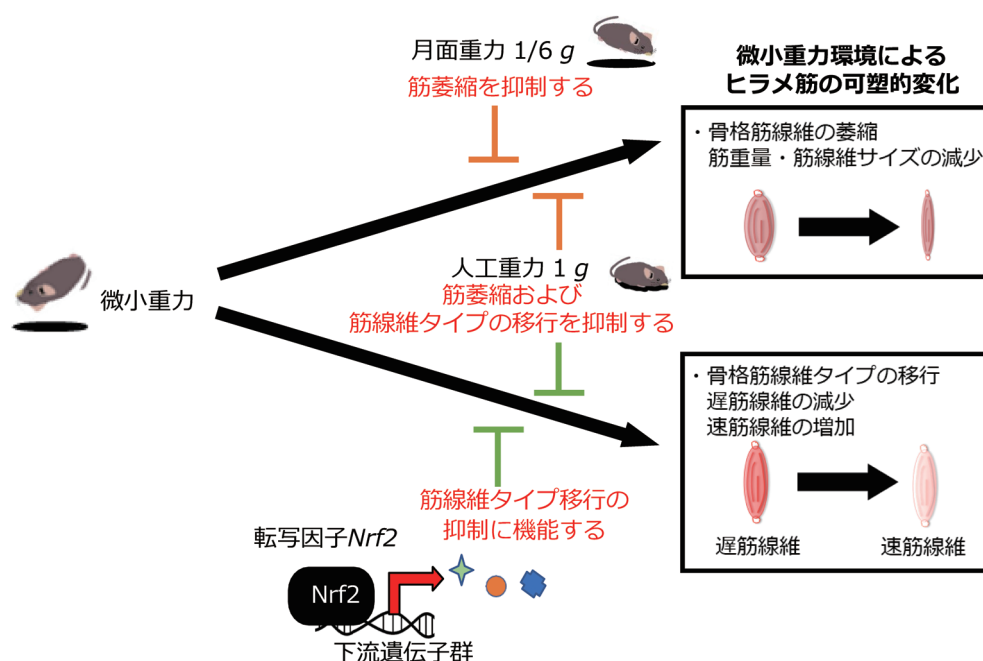 月面重力 1/6 g
筋萎縮を抑制する
微小重力環境による
ヒラメ筋の可塑的変化
・骨格筋線維の萎縮
筋重量・筋線維サイズの減少
微小重力
人工重力 1 g
筋萎縮および
筋線維タイプの移行を抑制する
・骨格筋線維タイプの移行
遅筋線維の減少
速筋線維の増加
遅筋線維
速筋線維
筋線維タイプ移行の
抑制に機能する
転写因子Nrf2
Nrf2
下流遺伝子群